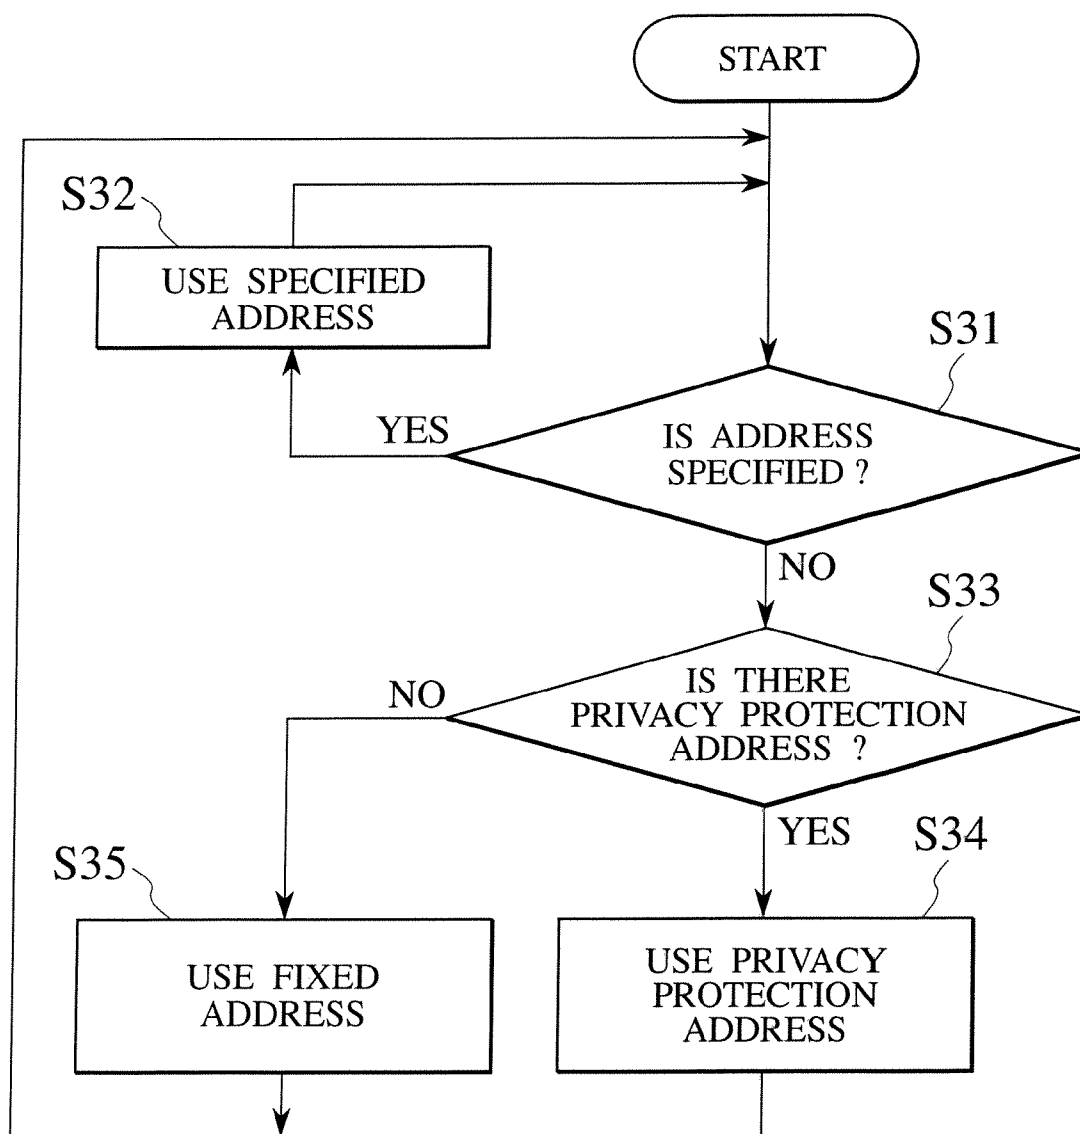 START
S32
USE SPECIFIED
ADDRESS
S31
YES
IS ADDRESS
SPECIFIED ?
NO
S33
NO
IS THERE
PRIVACY PROTECTION
ADDRESS ?
YES
S35
S34
USE FIXED
ADDRESS
USE PRIVACY
PROTECTION
ADDRESS